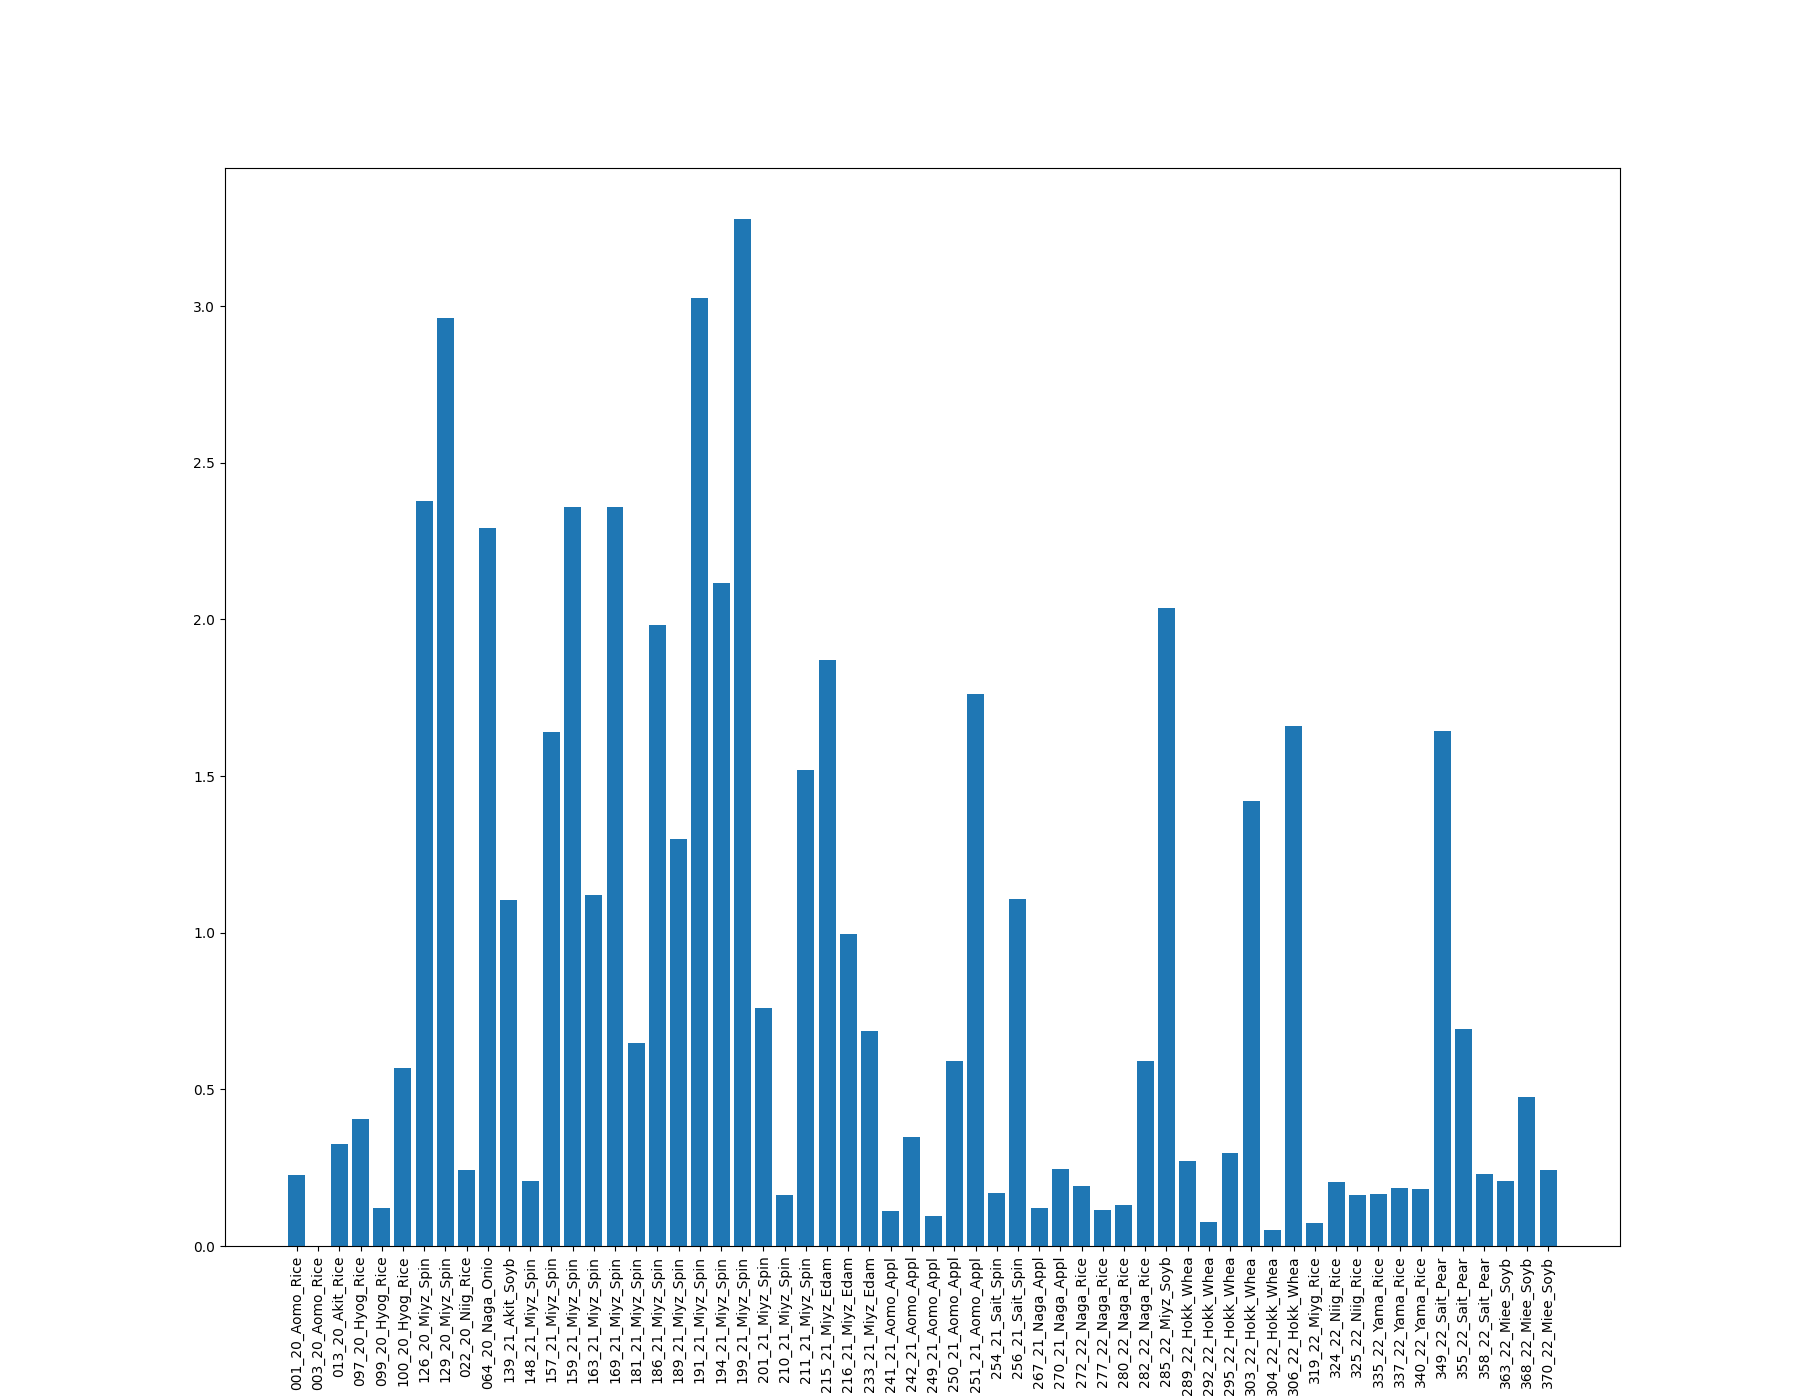 3.0
2.5
2.0
1.5
1.0
0.5
0.0
001_20_Aomo_Rice
003_20_Aomo_Rice
013_20_Akit_Rice
097_20_Hyog_Rice
099_20_Hyog_Rice
100_20_Hyog_Rice
126_20_Miyz_Spin
129_20_Miyz_Spin
022_20_Niig_Rice
064_20_Naga_Onio
139_21_Akit_Soyb
148_21_Miyz_Spin
157_21_Miyz_Spin
159_21_Miyz_Spin
163_21_Miyz_Spin
169_21_Miyz_Spin
181_21_Miyz_Spin
186_21_Miyz_Spin
189_21_Miyz_Spin
191_21_Miyz_Spin
194_21_Miyz_Spin
199_21_Miyz_Spin
201_21_Miyz_Spin
210_21_Miyz_Spin
211_21_Miyz_Spin
215_21_Miyz_Edam
216_21_Miyz_Edam
233_21_Miyz_Edam
241_21_Aomo_Appl
242_21_Aomo_Appl
249_21_Aomo_Appl
250_21_Aomo_Appl
251_21_Aomo_Appl
254_21_Sait_Spin
256_21_Sait_Spin
267_21_Naga_Appl
270_21_Naga_Appl
272_22_Naga_Rice
277_22_Naga_Rice
280_22_Naga_Rice
282_22_Naga_Rice
285_22_Miyz_Soyb
289_22_Hokk_Whea
292_22_Hokk_Whea
295_22_Hokk_Whea
303_22_Hokk_Whea
304_22_Hokk_Whea
306_22_Hokk_Whea
319_22_Miyg_Rice
324_22_Niig_Rice
325_22_Niig_Rice
335_22_Yama_Rice
337_22_Yama_Rice
340_22_Yama_Rice
349_22_Sait_Pear
355_22_Sait_Pear
358_22_Sait_Pear
363_22_Miee_Soyb
368_22_Miee_Soyb
370_22_Miee_Soyb